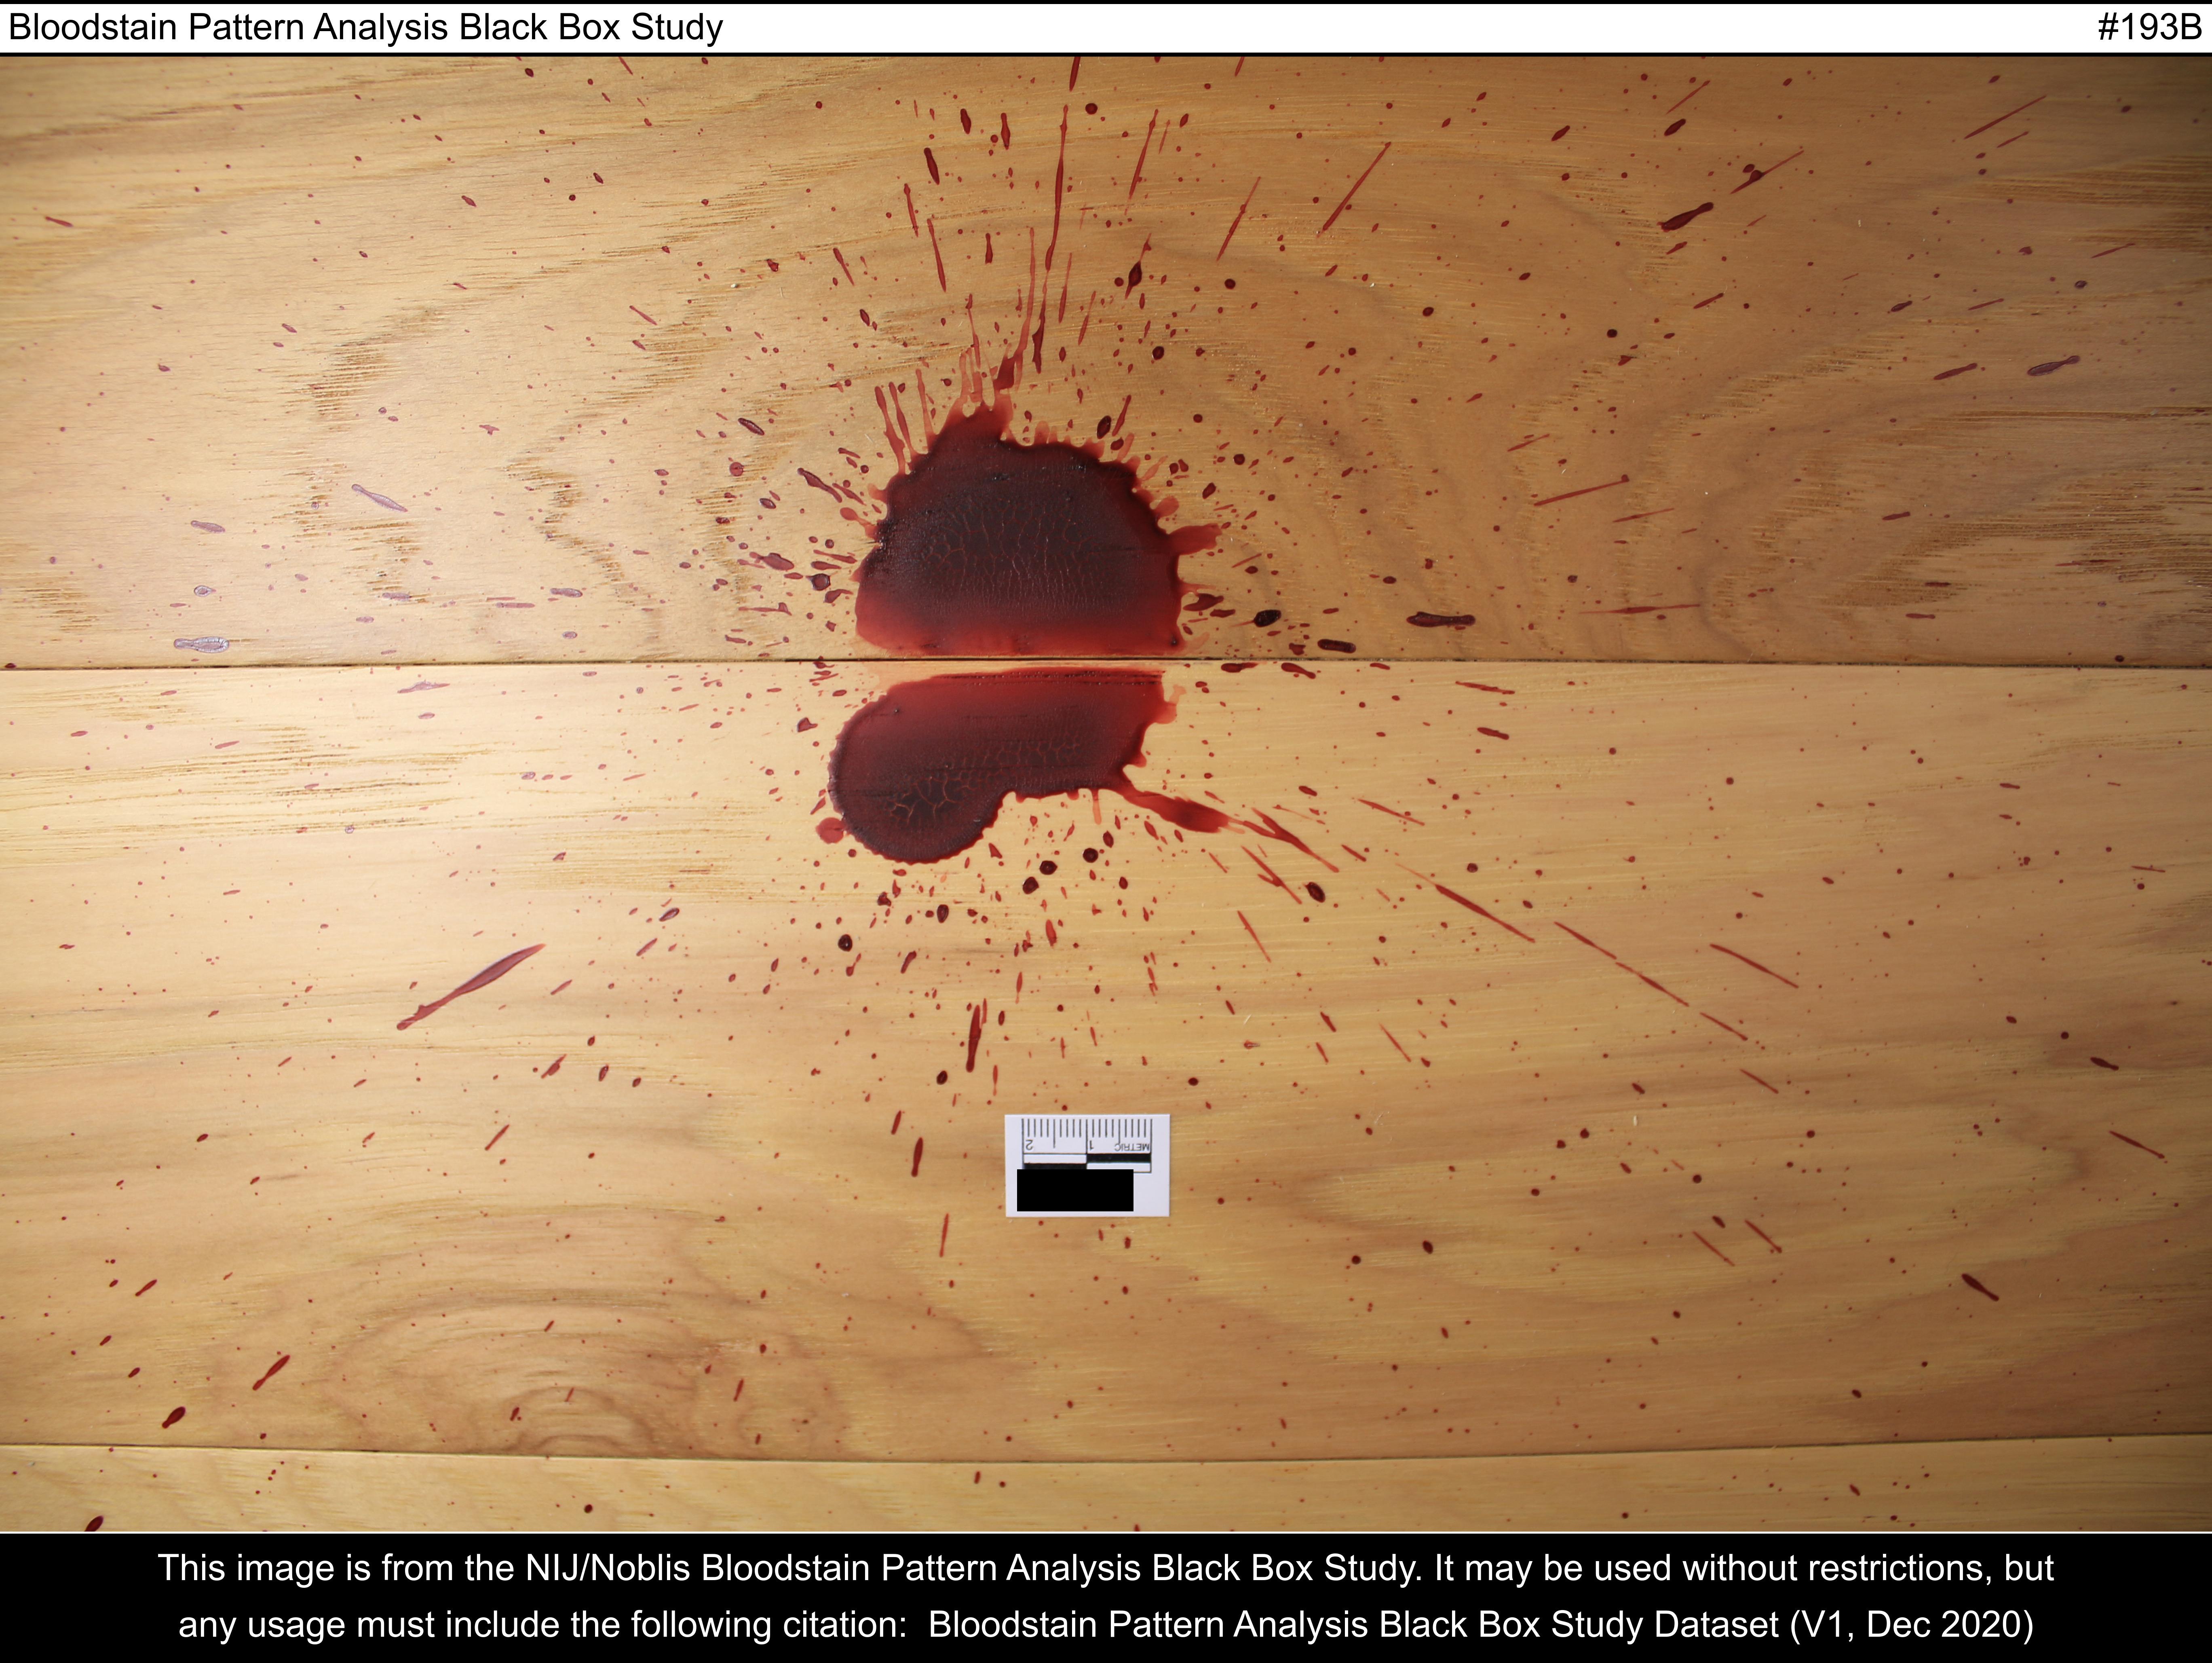 Bloodstain Pattern Analysis Black Box Study #193B
2 1 METRIC
This image is from the NIJ/Noblis Bloodstain Pattern Analysis Black Box Study. It may be used without restrictions, but
any usage must include the following citation: Bloodstain Pattern Analysis Black Box Study Dataset (V1, Dec 2020)